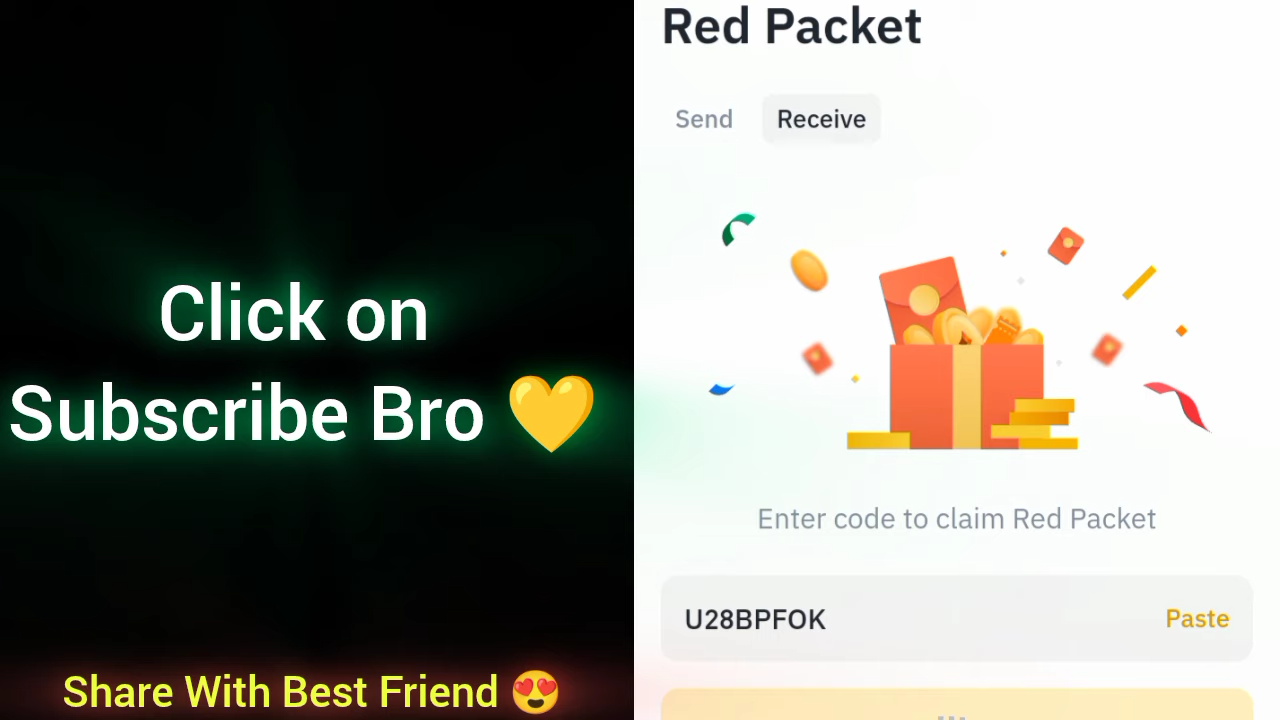 Click on
Subscribe Bro 💛
Share With Best Friend 😍
Red Packet
Send
Receive
Enter code to claim Red Packet
U28BPFOK
Paste